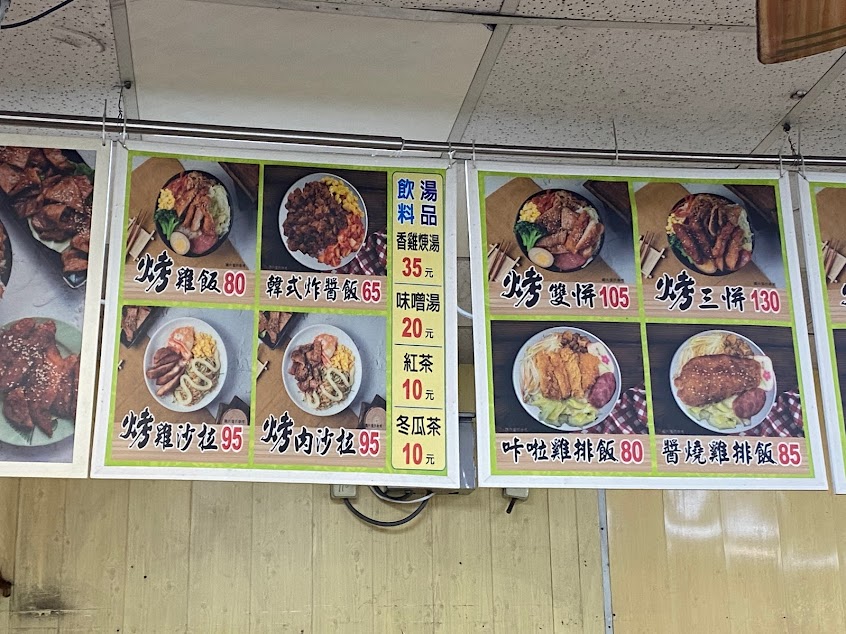 烤雞飯 80
韓式炸醬飯 65
烤雞沙拉 95
烤肉沙拉 95
飲料
湯品
香雞焿湯
35元
味噌湯
20元
紅茶
10元
冬瓜茶
10元
烤雙恲 105
烤三恲 130
咔啦雞排飯 80
醬燒雞排飯 85